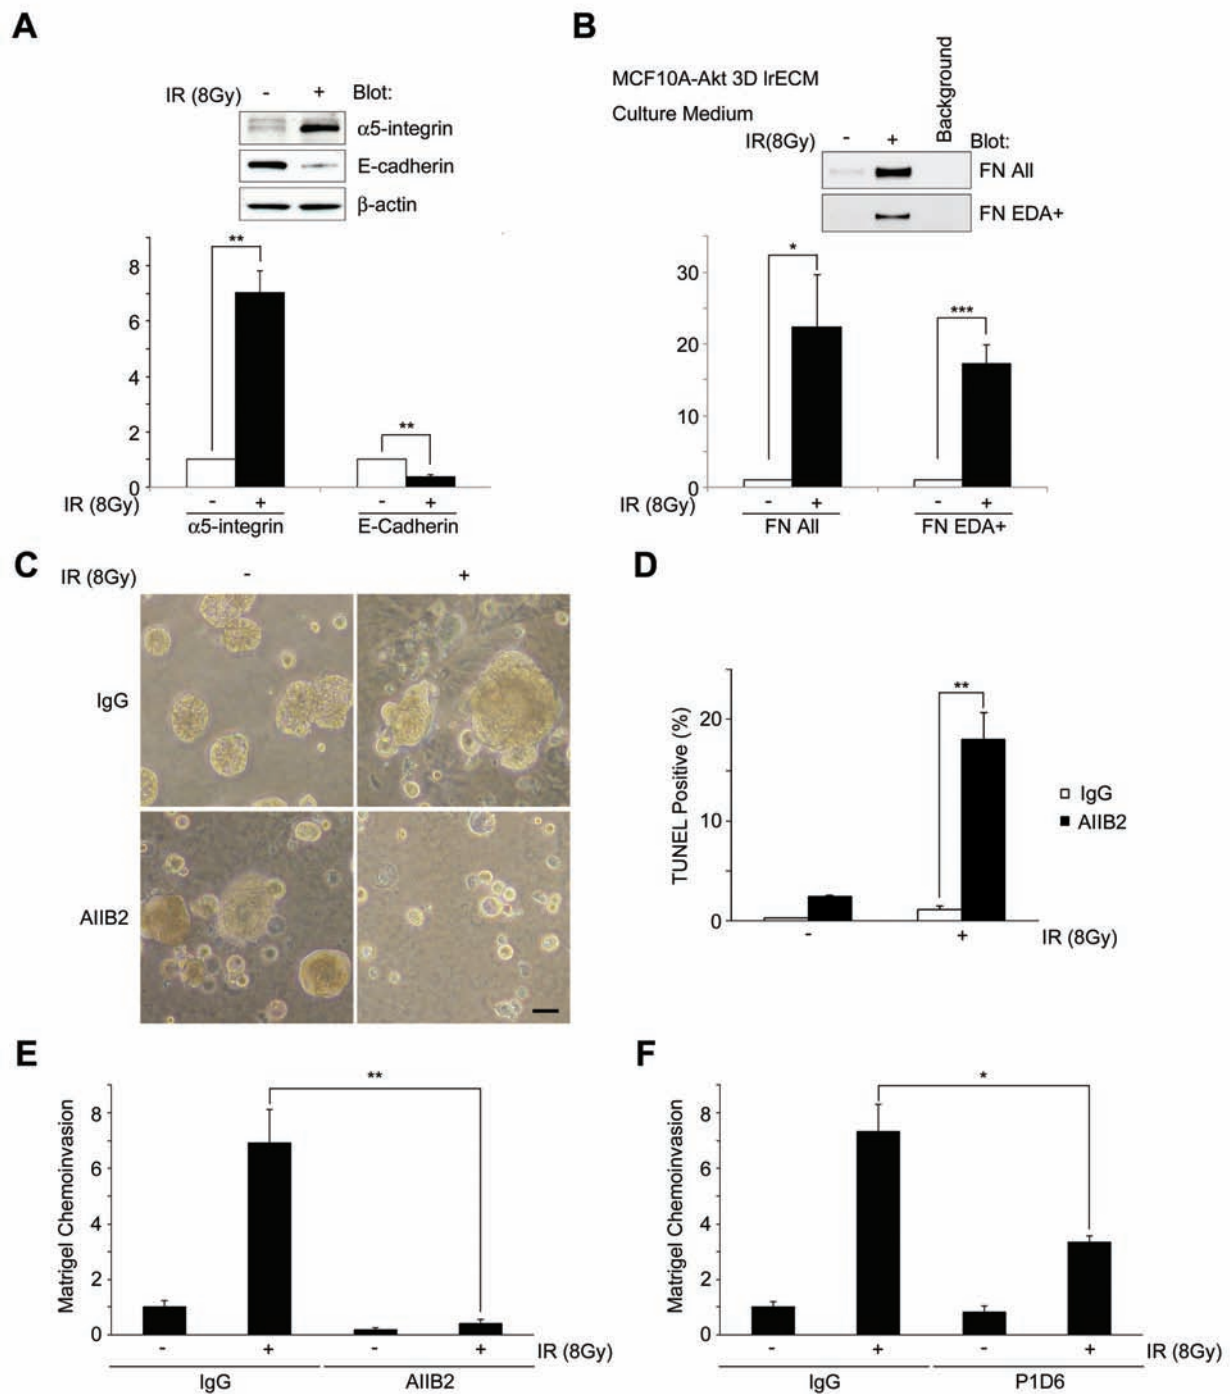 A
IR (8Gy) - + Blot:
α5-integrin
E-cadherin
β-actin
**
8
6
4
2
0
**
IR (8Gy) - + - +
α5-integrin E-Cadherin
B
MCF10A-Akt 3D lrECM
Culture Medium
Background
IR(8Gy) - + Blot:
FN All
FN EDA+
*
***
30
20
10
0
IR (8Gy) - + - +
FN All FN EDA+
C
IR (8Gy) - +
IgG
AIIB2
D
TUNEL Positive (%)
20
10
0
**
IgG
AIIB2
- + IR (8Gy)
E
Matrigel Chemoinvasion
8
6
4
2
0
**
- + - + IR (8Gy)
IgG AIIB2
F
Matrigel Chemoinvasion
8
6
4
2
0
*
- + - + IR (8Gy)
IgG P1D6